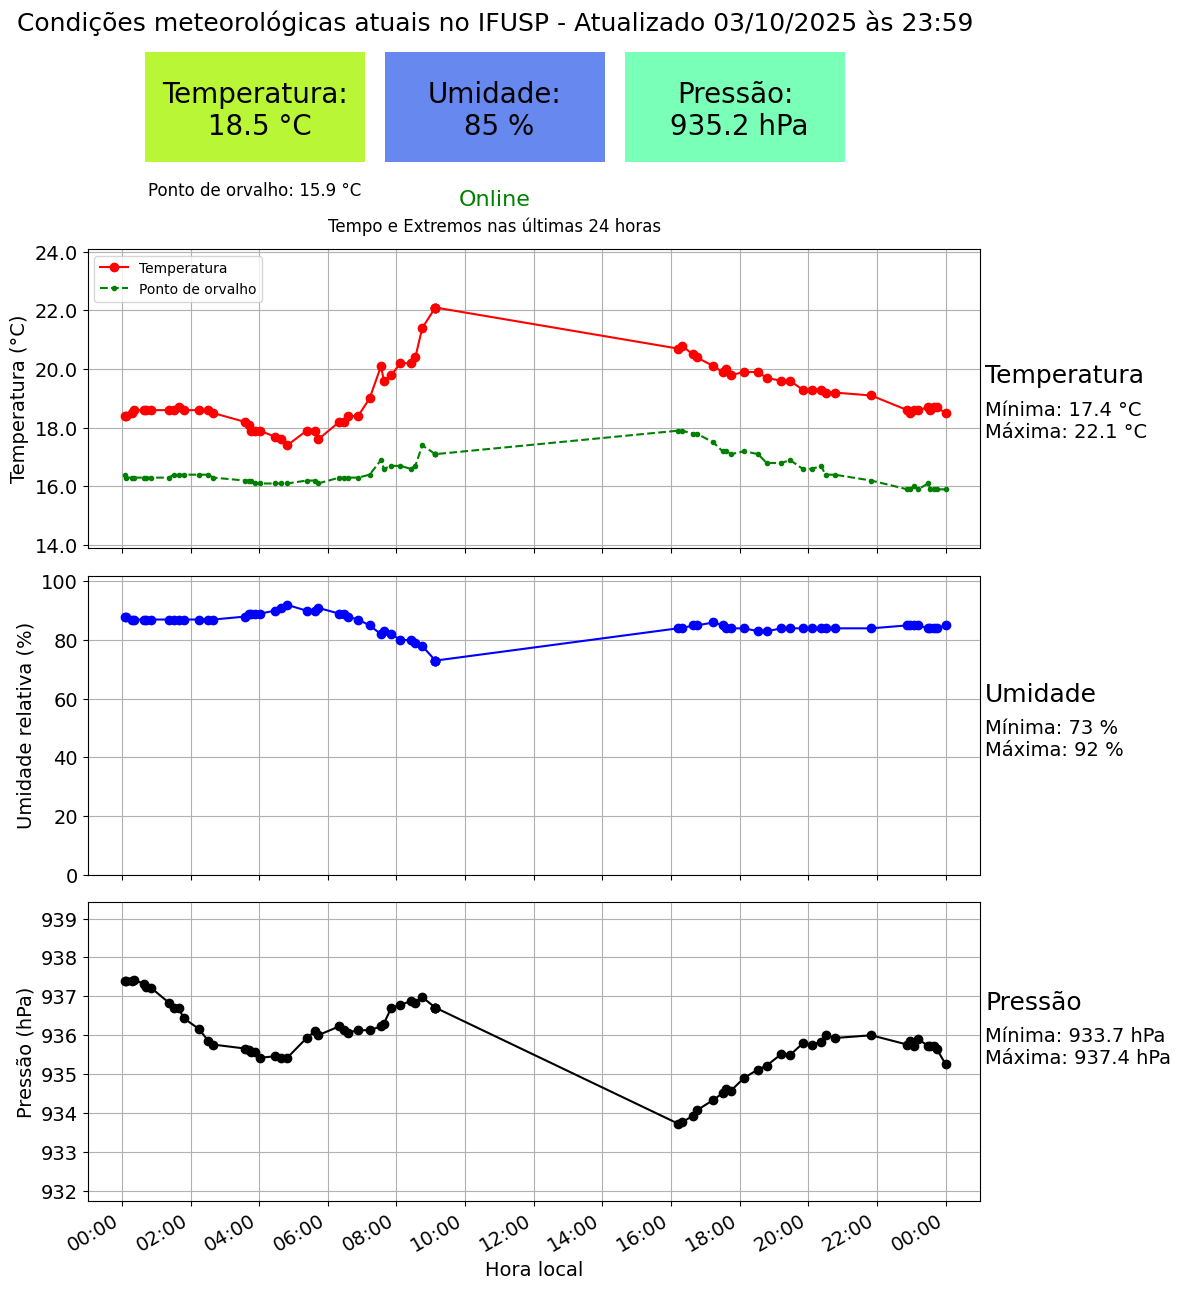 Condições meteorológicas atuais no IFUSP - Atualizado 03/10/2025 às 23:59
Temperatura:
18.5 °C
Umidade:
85 %
Pressão:
935.2 hPa
Ponto de orvalho: 15.9 °C
Online
Tempo e Extremos nas últimas 24 horas
Temperatura (°C)
24.0
22.0
20.0
18.0
16.0
14.0
Temperatura
Ponto de orvalho
Temperatura
Mínima: 17.4 °C
Máxima: 22.1 °C
Umidade relativa (%)
100
80
60
40
20
0
Umidade
Mínima: 73 %
Máxima: 92 %
Pressão (hPa)
939
938
937
936
935
934
933
932
Pressão
Mínima: 933.7 hPa
Máxima: 937.4 hPa
00:00
02:00
04:00
06:00
08:00
10:00
12:00
14:00
16:00
18:00
20:00
22:00
00:00
Hora local